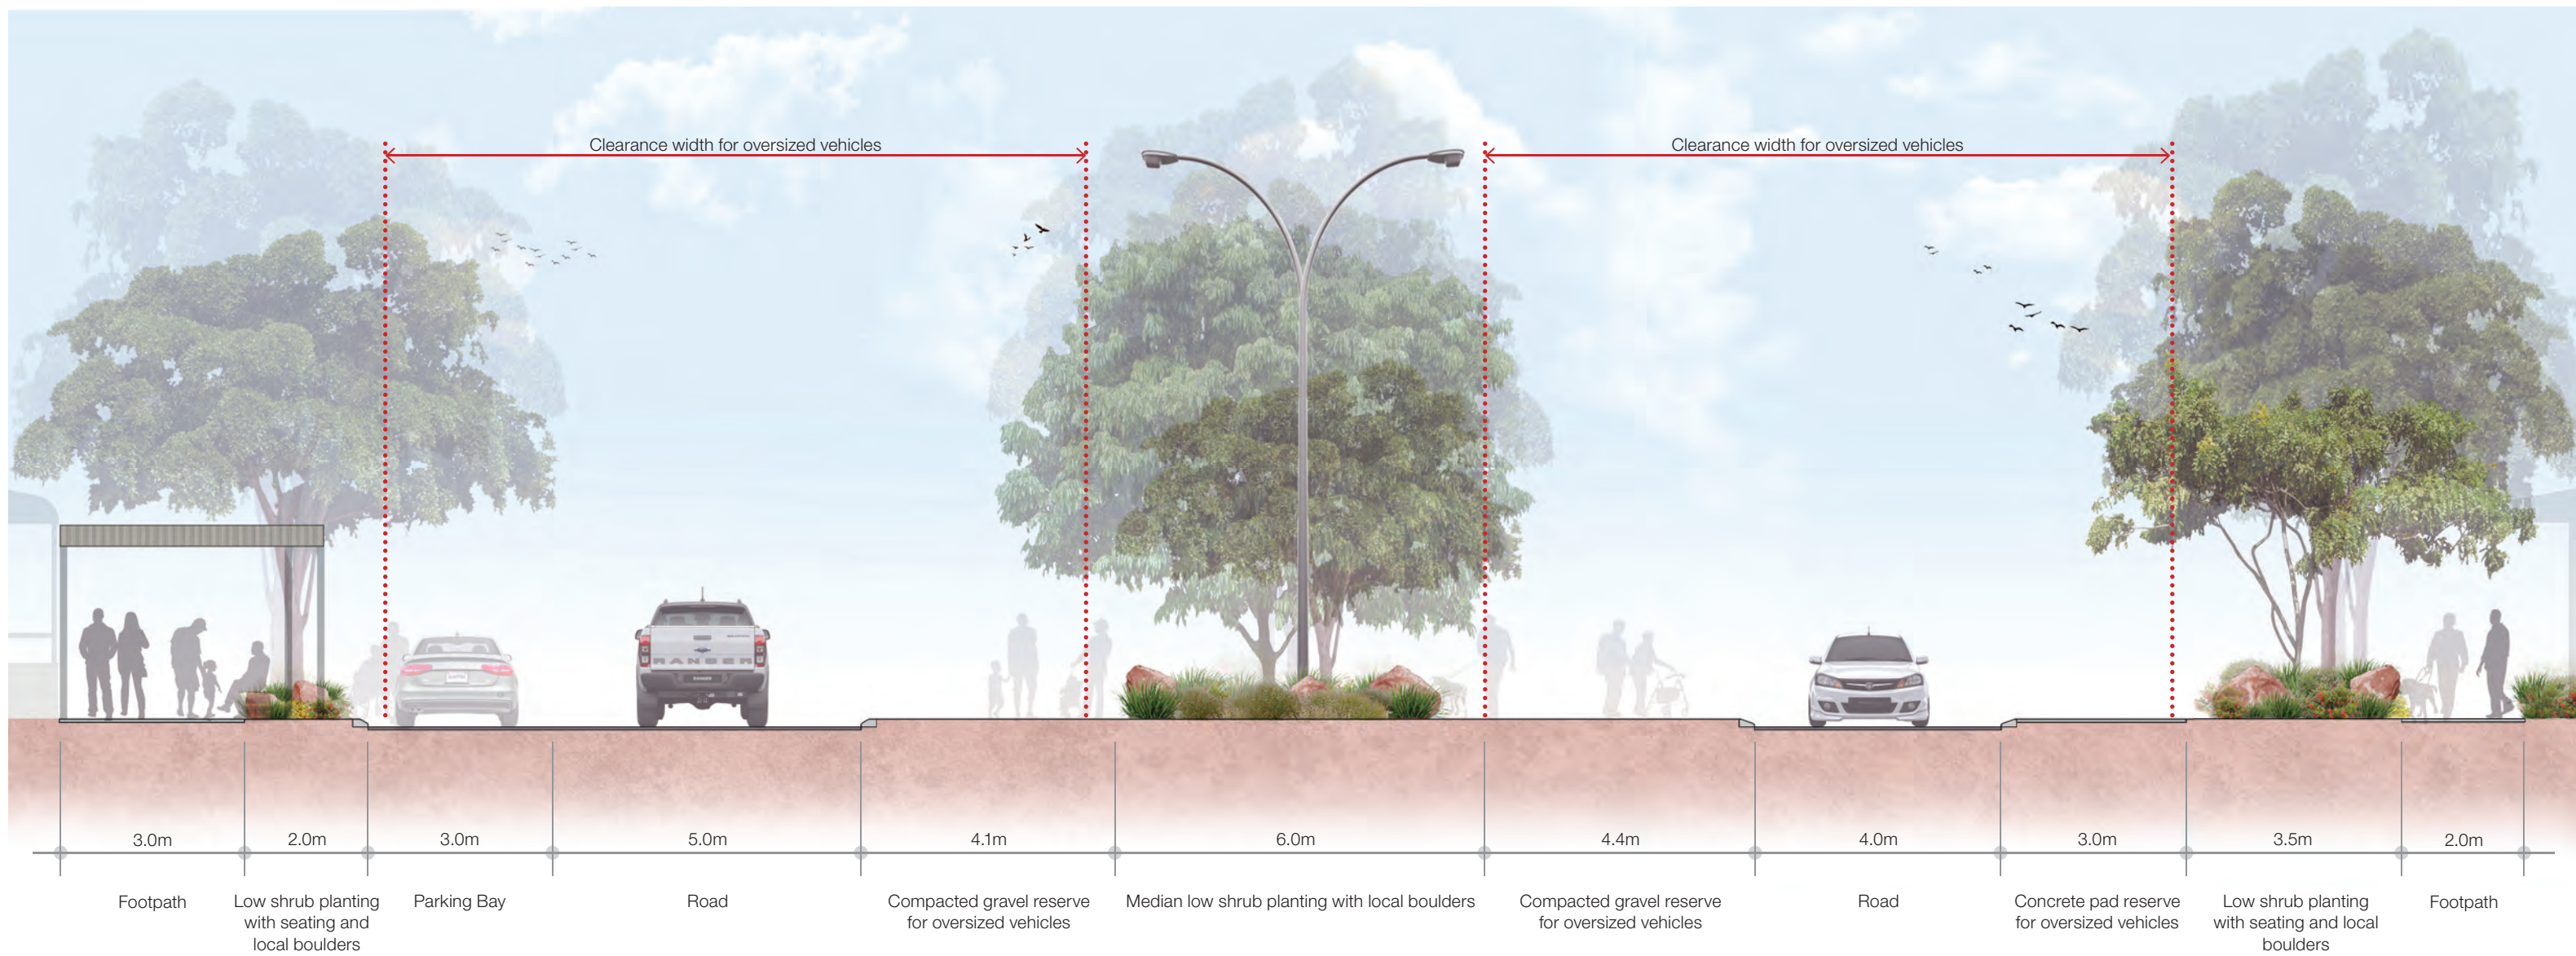 Clearance width for oversized vehicles
Clearance width for oversized vehicles
RANGER
3.0m
2.0m
3.0m
5.0m
4.1m
6.0m
4.4m
4.0m
3.0m
3.5m
2.0m
Footpath
Low shrub planting
with seating and
local boulders
Parking Bay
Road
Compacted gravel reserve
for oversized vehicles
Median low shrub planting with local boulders
Compacted gravel reserve
for oversized vehicles
Road
Concrete pad reserve
for oversized vehicles
Low shrub planting
with seating and local
boulders
Footpath